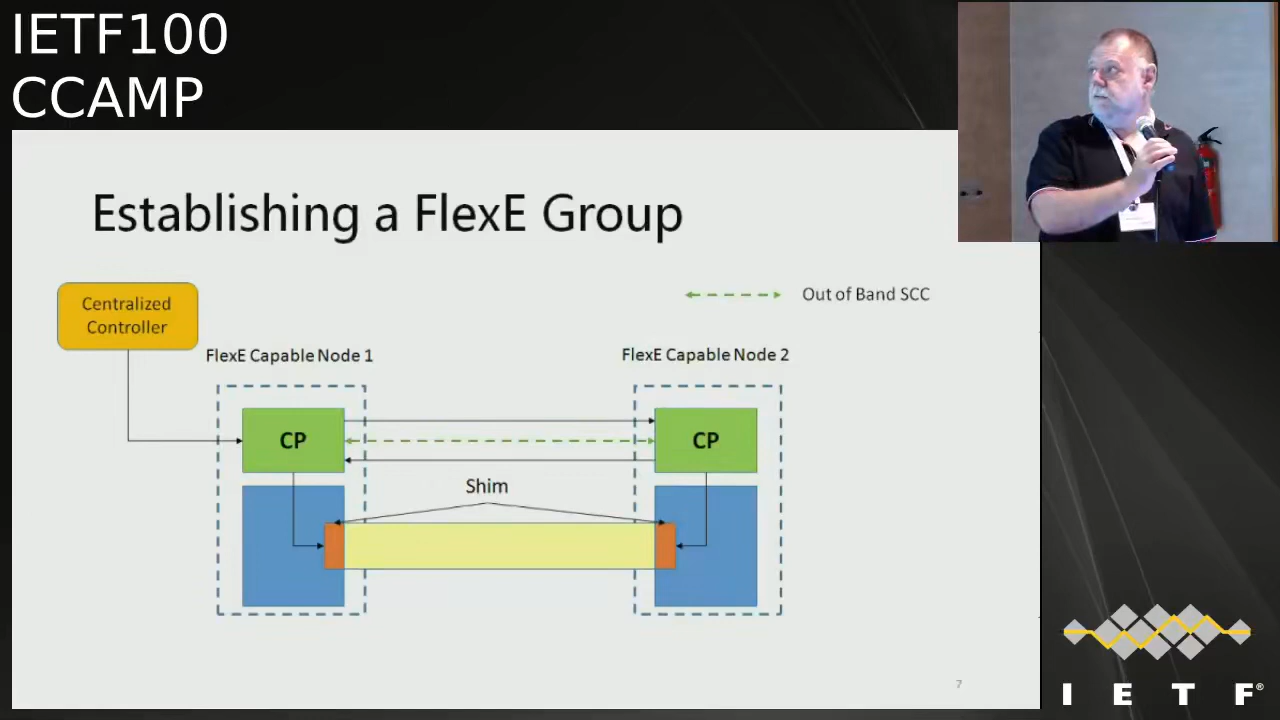 IETF100
CCAMP
Establishing a FlexE Group
Centralized
Controller
Out of Band SCC
FlexE Capable Node 1
FlexE Capable Node 2
CP
CP
Shim
7
I E T F®